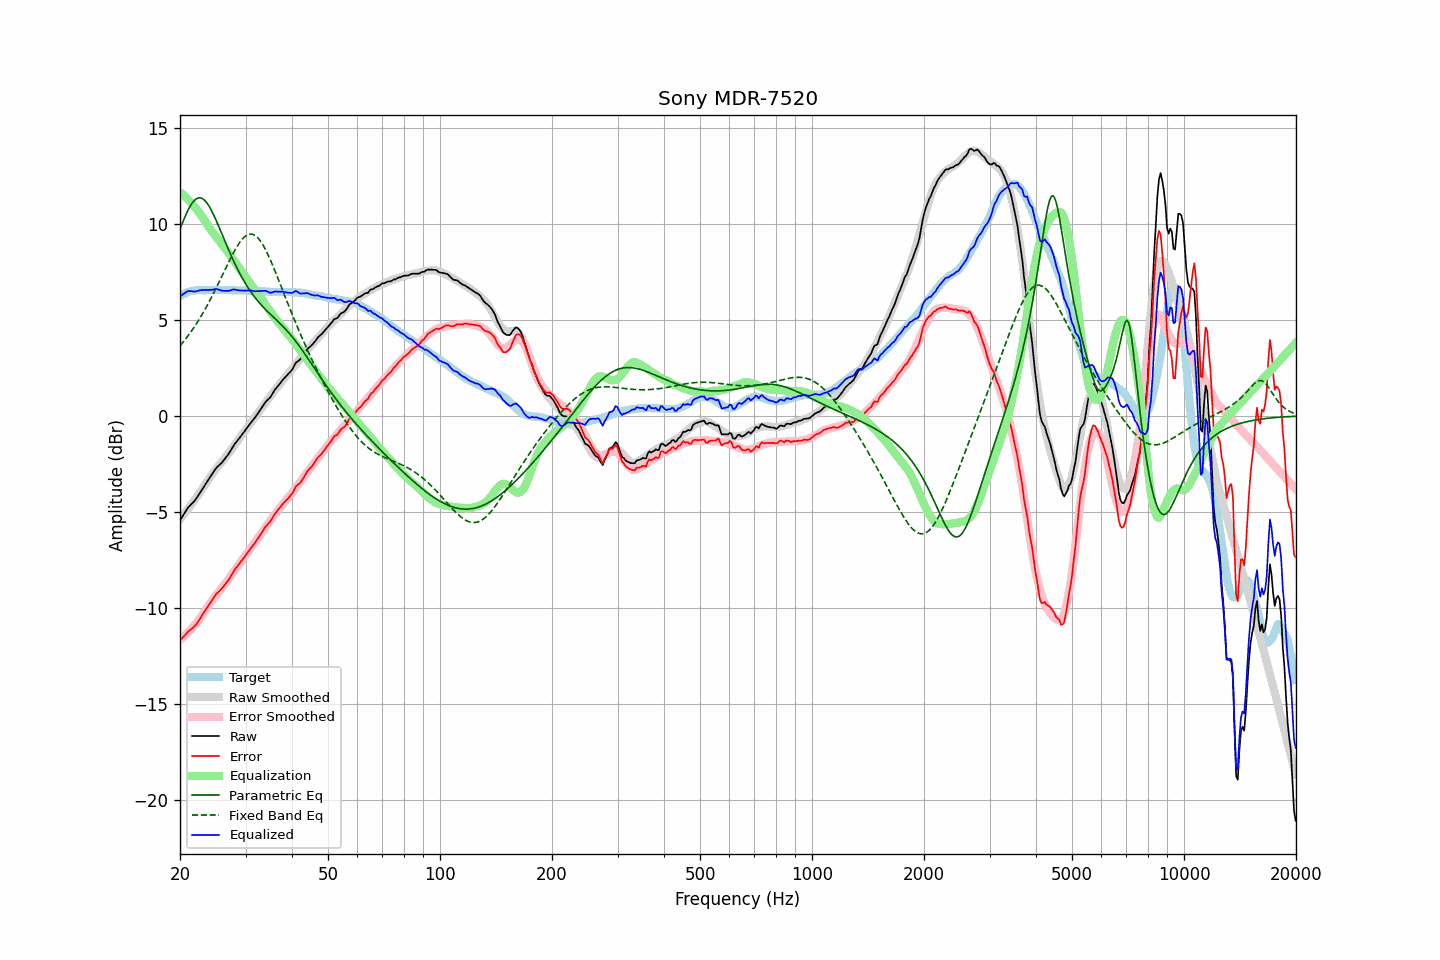 Sony MDR-7520
Amplitude (dBr)
15
10
5
0
−5
−10
−15
−20
Target
Raw Smoothed
Error Smoothed
Raw
Error
Equalization
Parametric Eq
Fixed Band Eq
Equalized
20 50 100 200 500 1000 2000 5000 10000 20000
Frequency (Hz)